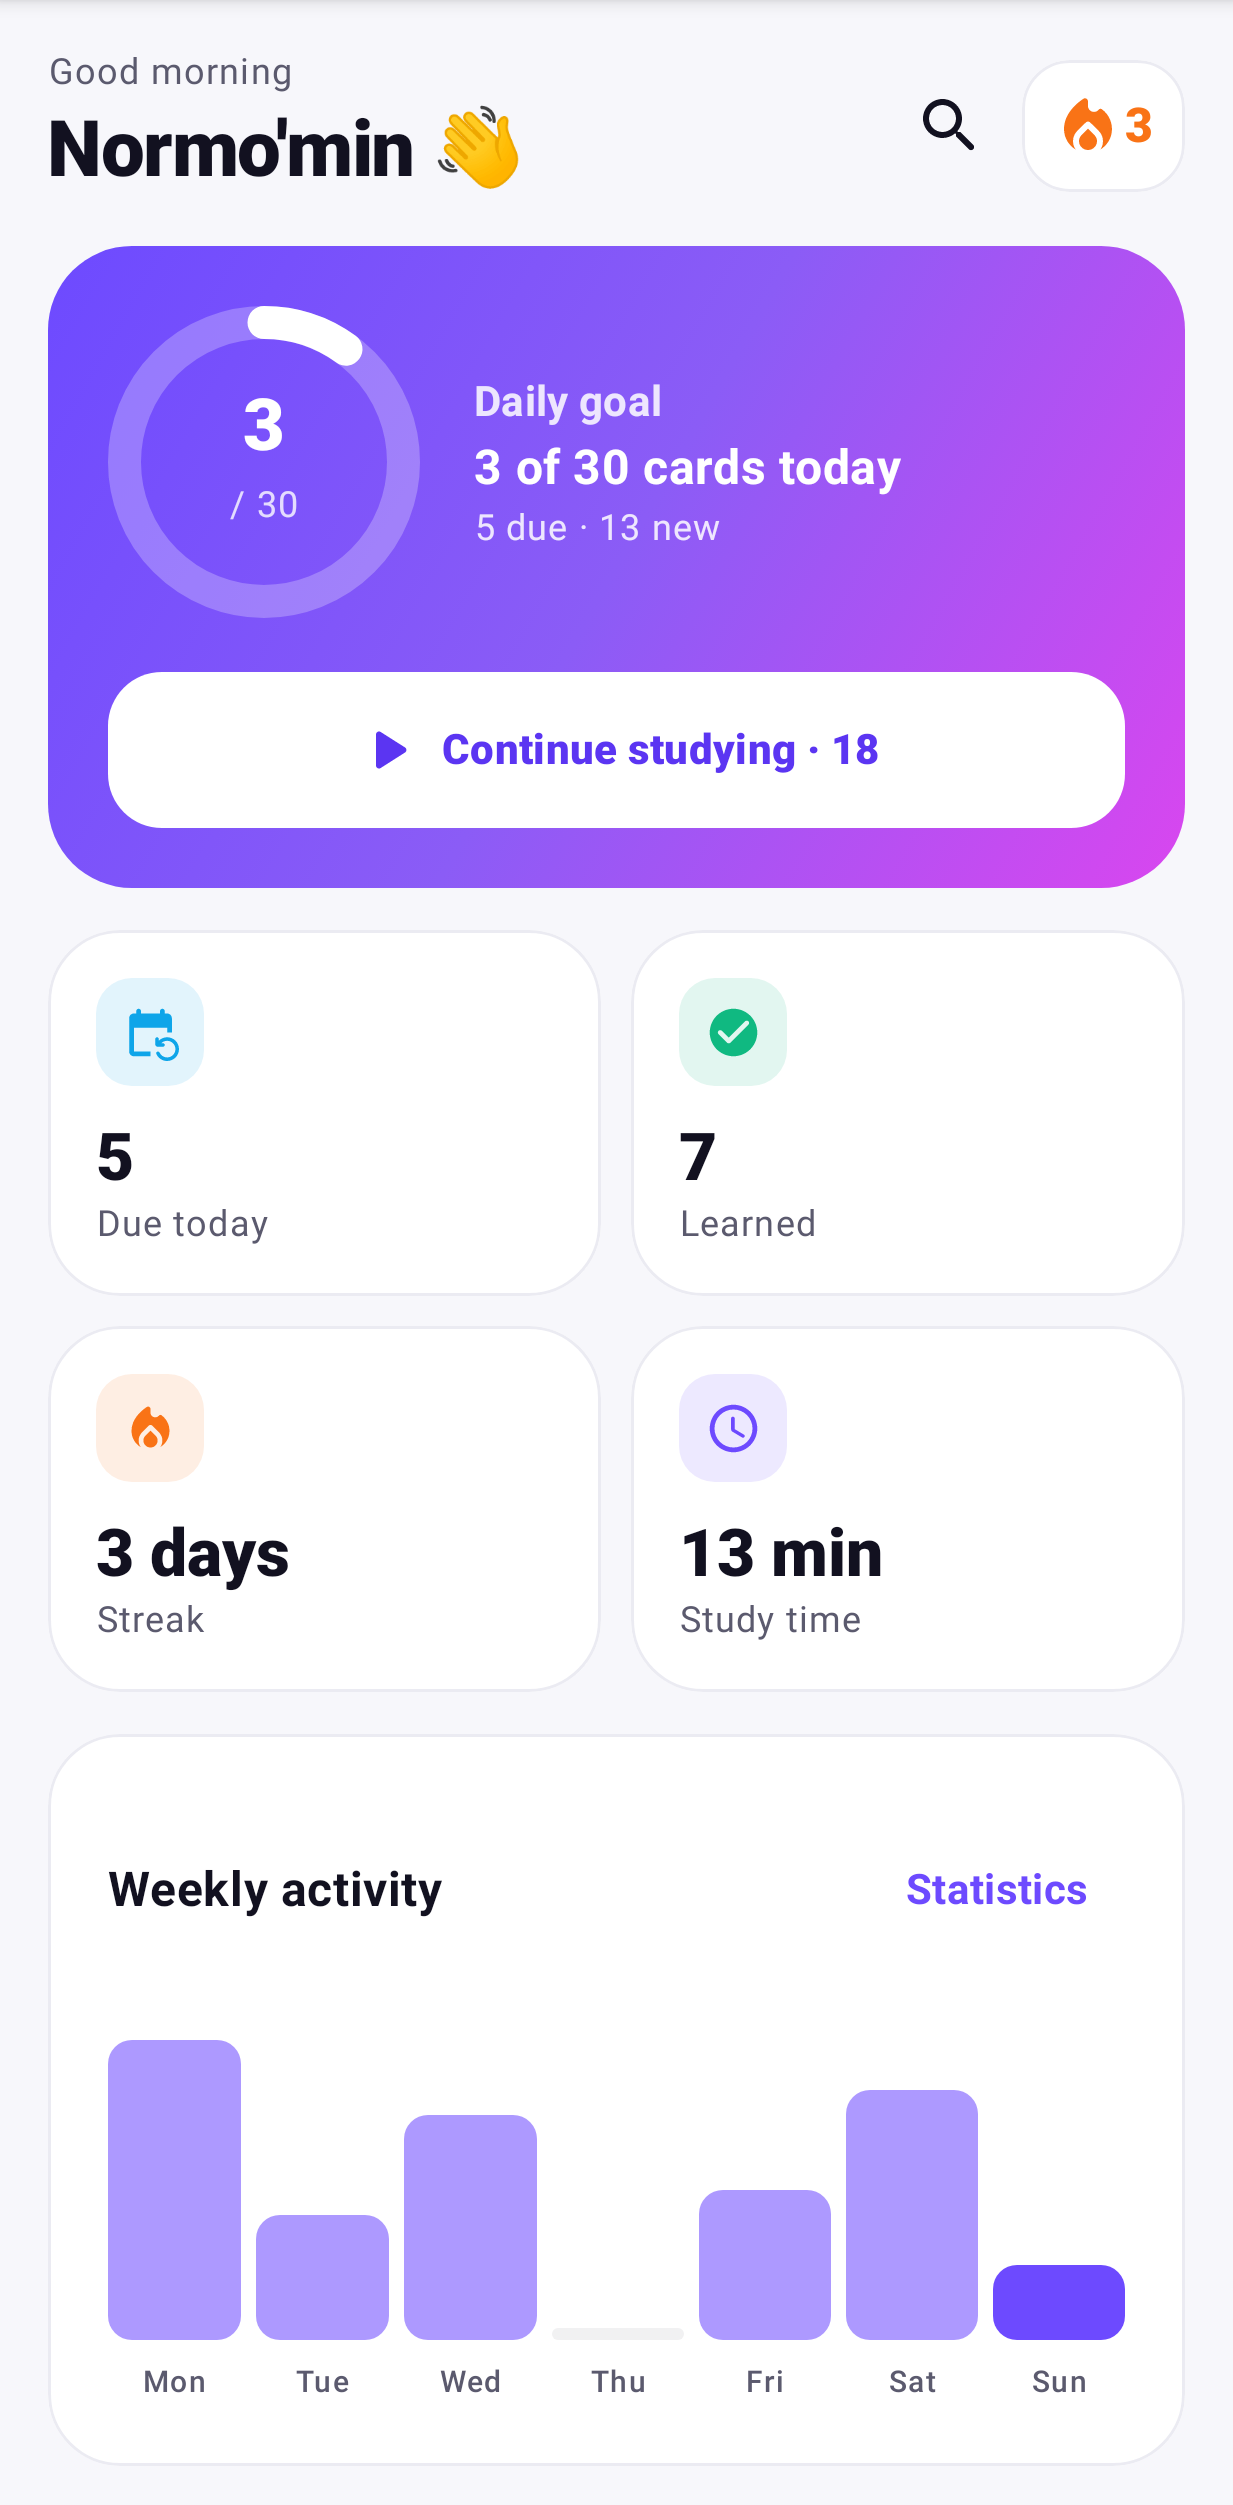 Good morning
Normo'min 👋
3
3
/ 30
Daily goal
3 of 30 cards today
5 due · 13 new
Continue studying · 18
5
Due today
7
Learned
3 days
Streak
13 min
Study time
Weekly activity
Statistics
Mon Tue Wed Thu Fri Sat Sun